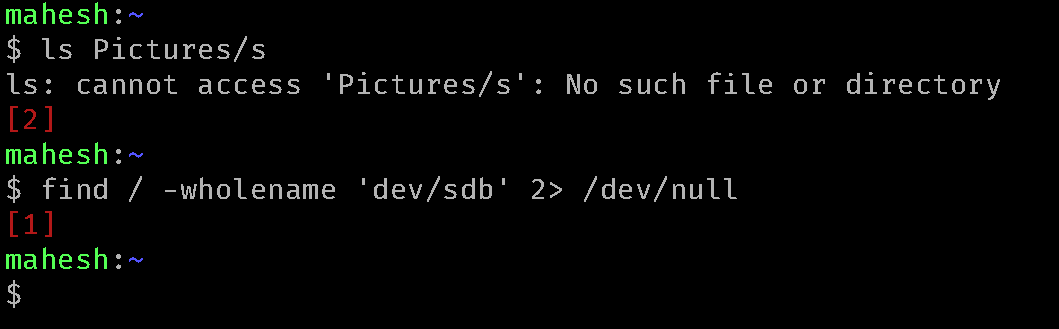 mahesh:~
$ ls Pictures/s
ls: cannot access 'Pictures/s': No such file or directory
[2]
mahesh:~
$ find / -wholename 'dev/sdb' 2> /dev/null
[1]
mahesh:~
$